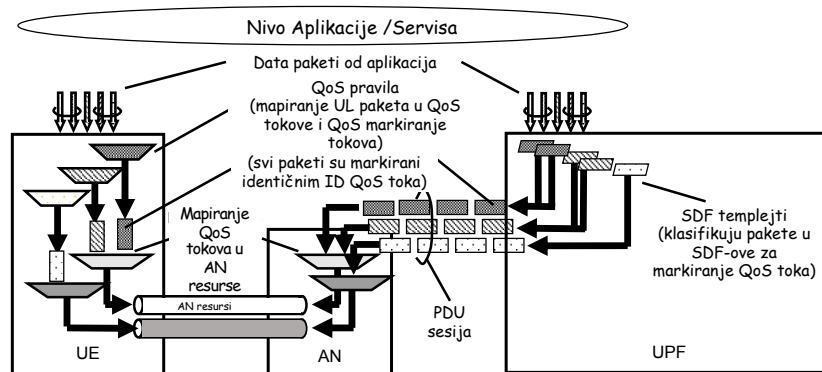 Nivo Aplikacije /Servisa
Data paketi od aplikacija
QoS pravila
(mapiranje UL paketa u QoS
tokove i QoS markiranje
tokova)
(svi paketi su markirani
identičnim ID QoS toka)
Mapiranje
QoS
tokova u
AN
resurse
SDF templejti
(klasifikuju pakete u
SDF-ove za
markiranje QoS toka)
AN resursi
PDU
sesija
UE
AN
UPF